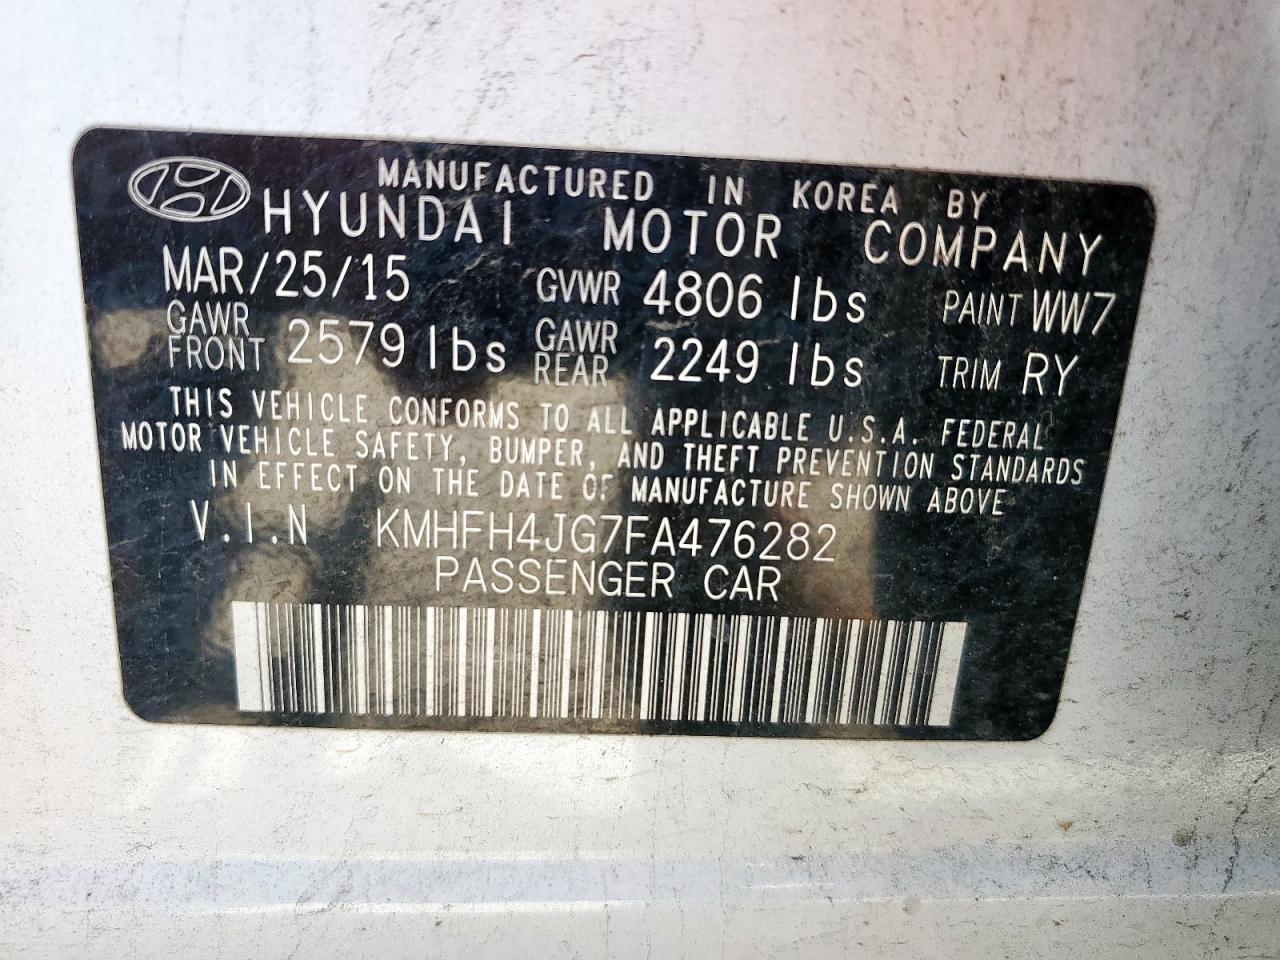 MANUFACTURED IN KOREA BY
HYUNDAI MOTOR COMPANY
MAR/25/15 GVWR 4806 lbs PAINT WW7
GAWR FRONT 2579 lbs GAWR REAR 2249 lbs TRIM RY
THIS VEHICLE CONFORMS TO ALL APPLICABLE U.S.A. FEDERAL
MOTOR VEHICLE SAFETY, BUMPER, AND THEFT PREVENTION STANDARDS
IN EFFECT ON THE DATE OF MANUFACTURE SHOWN ABOVE
V.I.N KMHFH4JG7FA476282
PASSENGER CAR